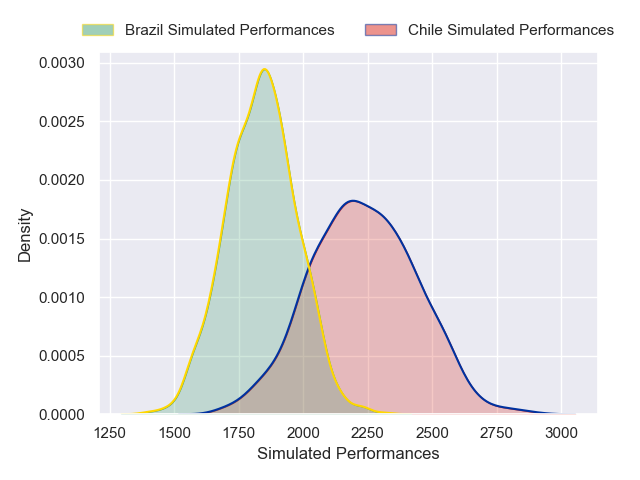 Brazil Simulated Performances Chile Simulated Performances
0.0030
0.0025
0.0020
0.0015
0.0010
0.0005
0.0000
Density
1250 1500 1750 2000 2250 2500 2750 3000
Simulated Performances